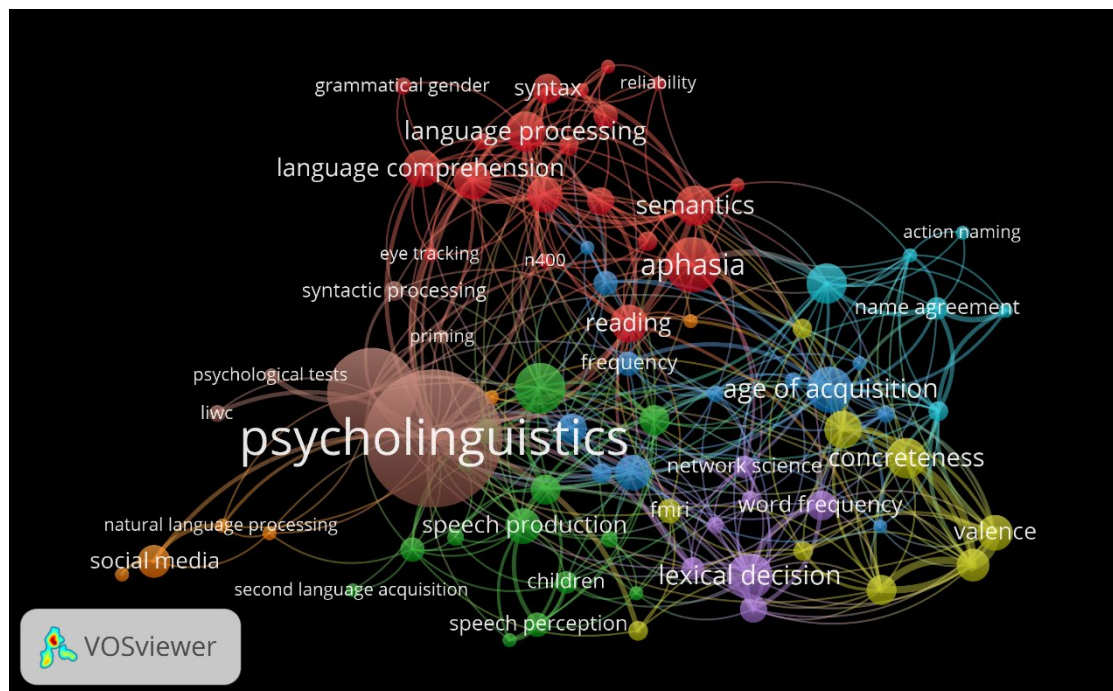 grammatical gender
syntax
reliability
language processing
language comprehension
semantics
action naming
eye tracking
n400
aphasia
syntactic processing
name agreement
reading
priming
frequency
psychological tests
age of acquisition
liwc
psycholinguistics
network science
concreteness
fmri
word frequency
natural language processing
speech production
valence
social media
lexical decision
second language acquisition
children
speech perception
VOSviewer